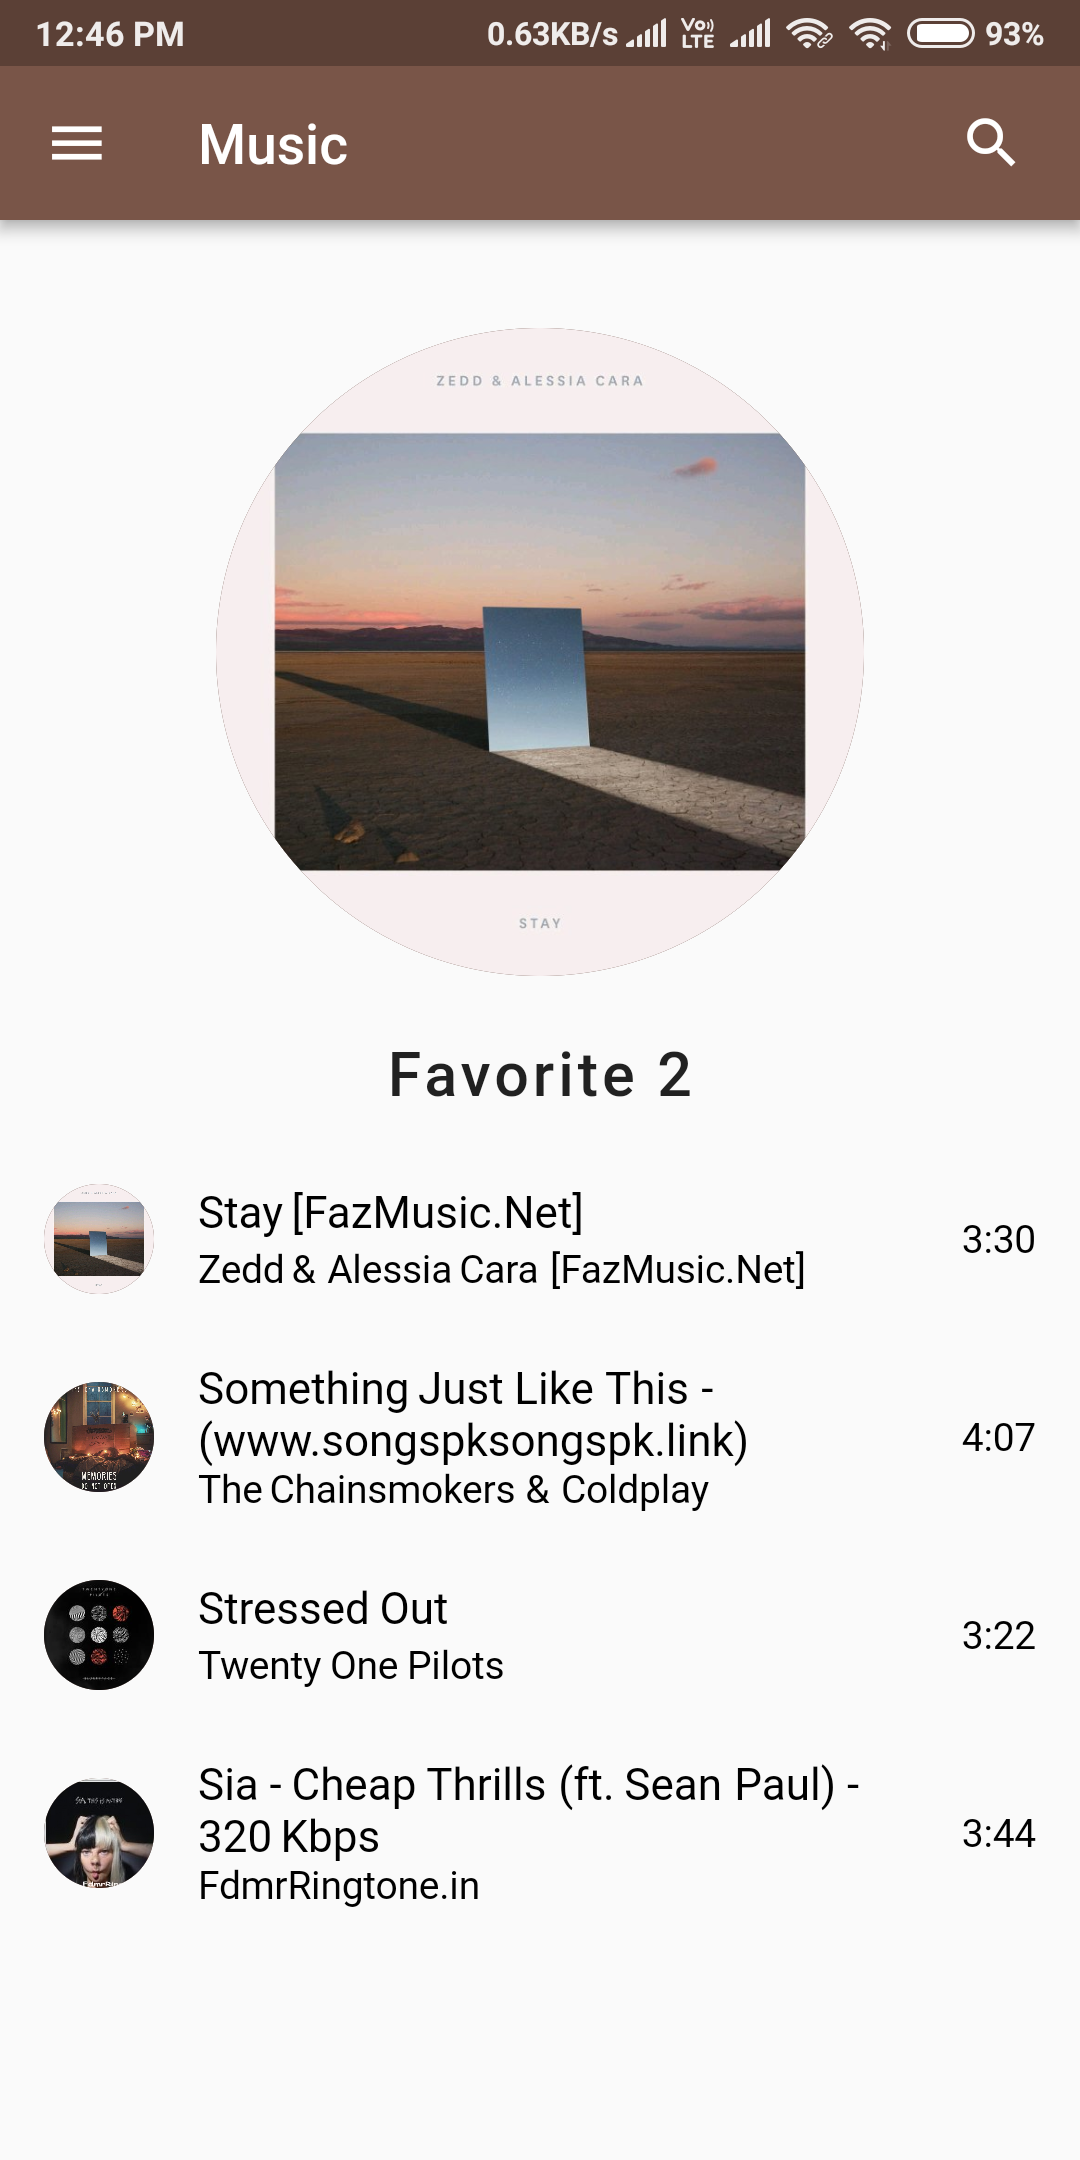 12:46 PM
0.63KB/s
Vo
LTE
93%
Music
ZEDD & ALESSIA CARA
STAY
Favorite 2
Stay [FazMusic.Net]
Zedd & Alessia Cara [FazMusic.Net]
3:30
Something Just Like This -
(www.songspksongspk.link)
The Chainsmokers & Coldplay
4:07
MEMORIES
Stressed Out
Twenty One Pilots
3:22
Sia - Cheap Thrills (ft. Sean Paul) -
320 Kbps
FdmrRingtone.in
3:44